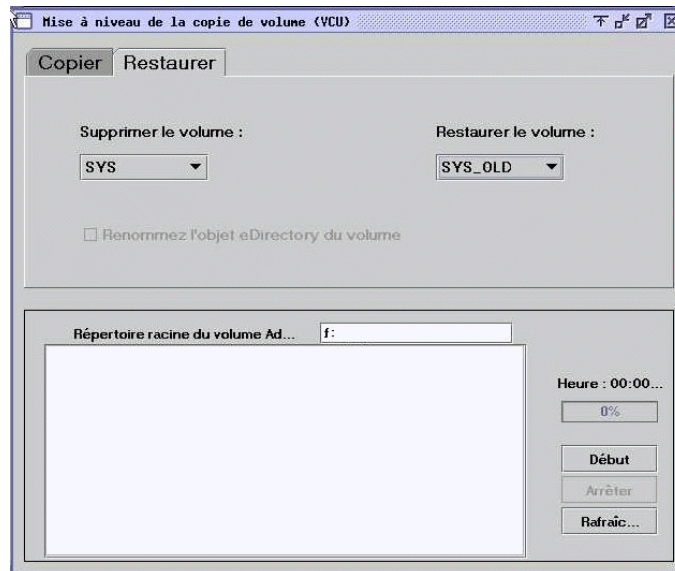 Mise à niveau de la copie de volume (VCU)
Copier Restaurer
Supprimer le volume : Restaurer le volume :
SYS SYS_OLD
Renommez l'objet eDirectory du volume
Répertoire racine du volume Ad... f:
Heure : 00:00...
0%
Début
Arrêter
Rafraîc...